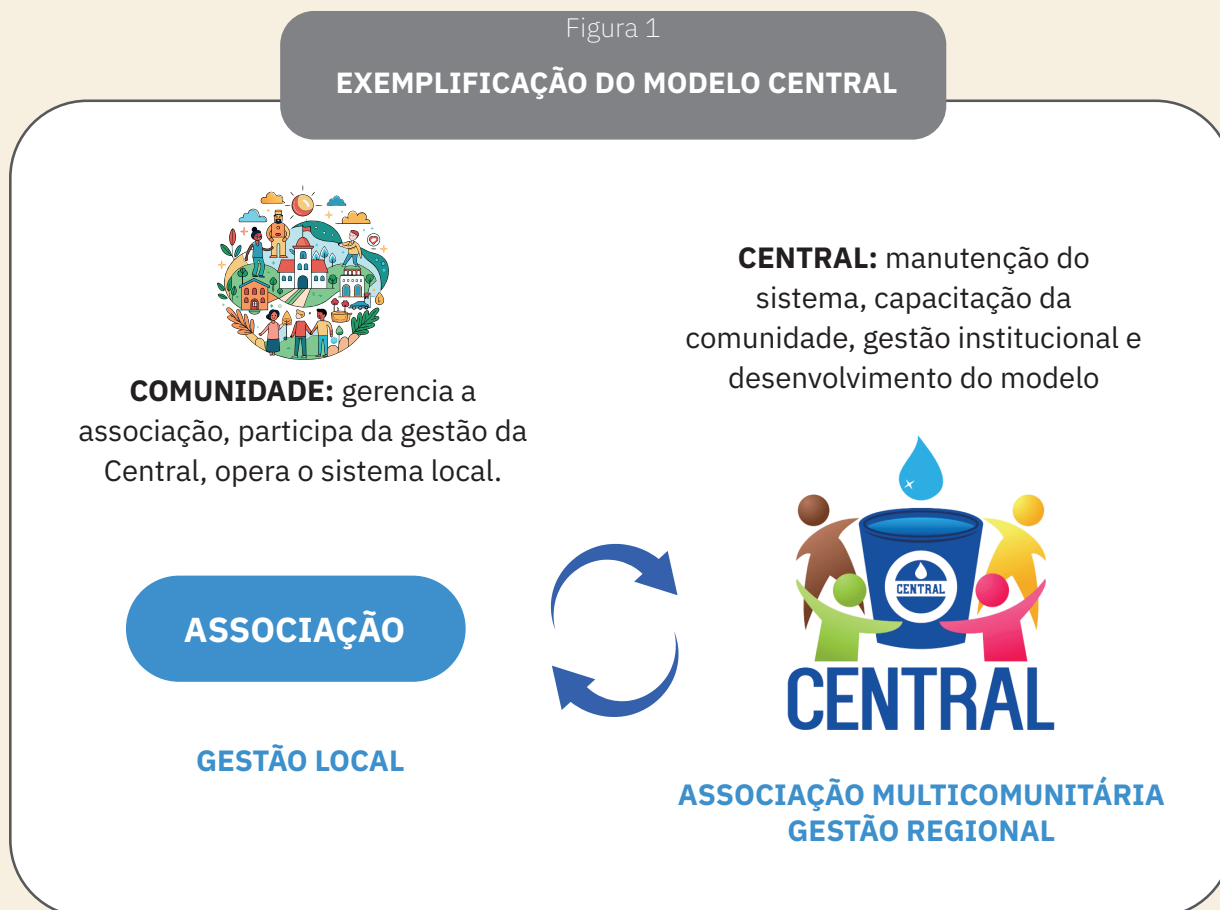 Figura 1
EXEMPLIFICAÇÃO DO MODELO CENTRAL
COMUNIDADE: gerencia a
associação, participa da gestão da
Central, opera o sistema local.
ASSOCIAÇÃO
GESTÃO LOCAL
CENTRAL: manutenção do
sistema, capacitação da
comunidade, gestão institucional e
desenvolvimento do modelo
CENTRAL
CENTRAL
ASSOCIAÇÃO MULTICOMUNITÁRIA
GESTÃO REGIONAL